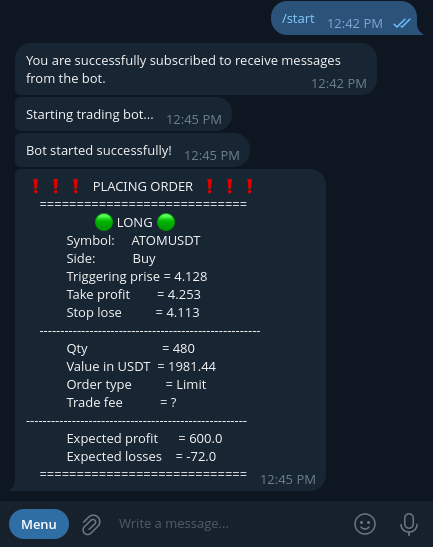 /start 12:42 PM
You are successfully subscribed to receive messages
from the bot. 12:42 PM
Starting trading bot... 12:45 PM
Bot started successfully! 12:45 PM
❗❗❗ PLACING ORDER ❗❗❗
===========================
🟢 LONG 🟢
Symbol: ATOMUSDT
Side: Buy
Triggering prise = 4.128
Take profit = 4.253
Stop lose = 4.113
-----------------------------------------------------
Qty = 480
Value in USDT = 1981.44
Order type = Limit
Trade fee = ?
-----------------------------------------------------
Expected profit = 600.0
Expected losses = -72.0
=========================== 12:45 PM
Menu Write a message...